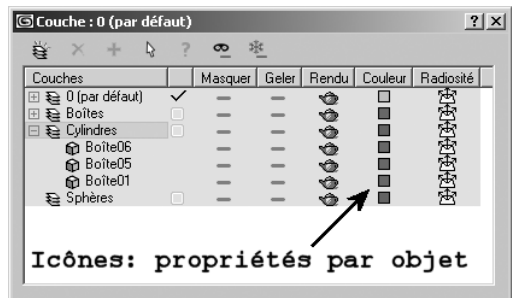 Couche : 0 (par défaut)
Couches Masquer Geler Rendu Couleur Radiosité
0 (par défaut)
Boîtes
Cylindres
Boîte06
Boîte05
Boîte01
Sphères
Icônes: propriétés par objet